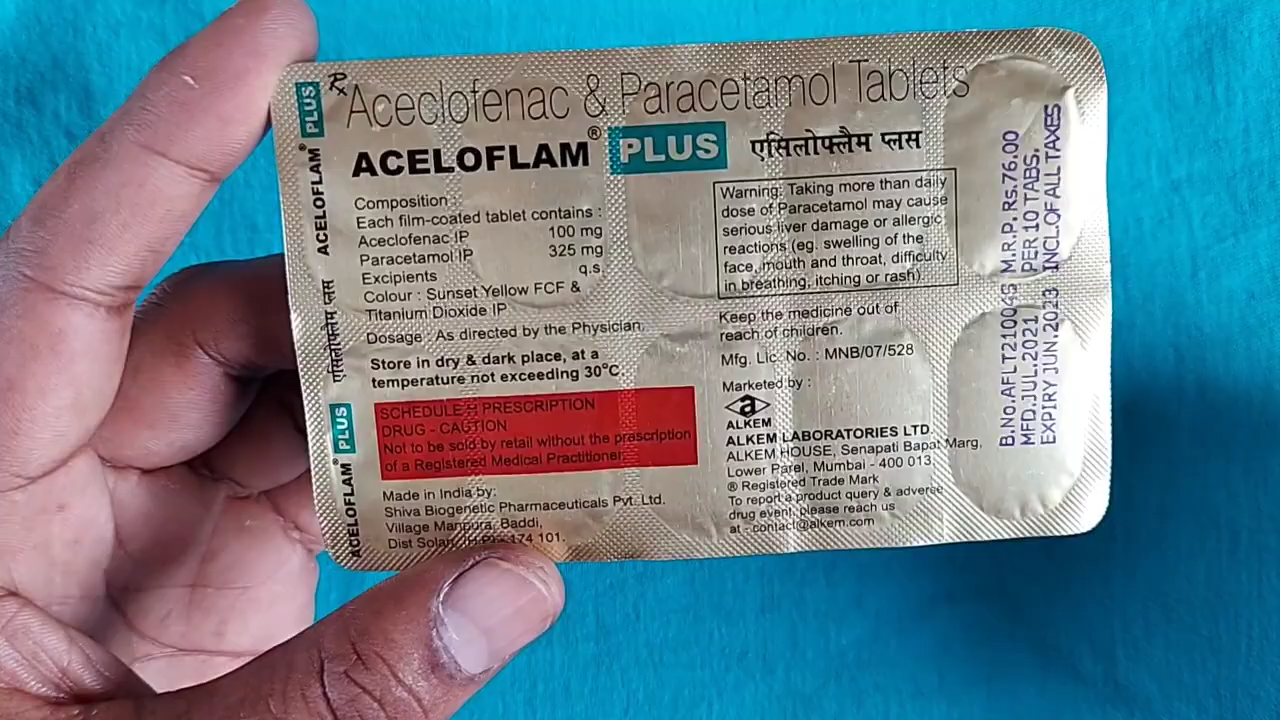 Rx Aceclofenac & Paracetamol Tablets
ACELOFLAM® PLUS एसिलोफ्लैम प्लस
Composition :
Each film-coated tablet contains :
Aceclofenac IP 100 mg
Paracetamol IP 325 mg
Excipients q.s.
Colour : Sunset Yellow FCF &
Titanium Dioxide IP
Dosage : As directed by the Physician.
Store in dry & dark place, at a
temperature not exceeding 30°C.
SCHEDULE H PRESCRIPTION
DRUG - CAUTION
Not to be sold by retail without the prescription
of a Registered Medical Practitioner.
Made in India by:
Shiva Biogenetic Pharmaceuticals Pvt. Ltd.
Village Manpura, Baddi,
Dist Solan, (H.P.) - 174 101.
Warning: Taking more than daily
dose of Paracetamol may cause
serious liver damage or allergic
reactions (eg. swelling of the
face, mouth and throat, difficulty
in breathing, itching or rash).
Keep the medicine out of
reach of children.
Mfg. Lic. No. : MNB/07/528
Marketed by :
a
ALKEM
ALKEM LABORATORIES LTD.
ALKEM HOUSE, Senapati Bapat Marg,
Lower Parel, Mumbai - 400 013.
® Registered Trade Mark
To report a product query & adverse
drug event, please reach us
at - contact@alkem.com
B.No.AFLT21004S M.R.P. Rs.76.00
MFD.JUL.2021 PER 10 TABS.
EXPIRY JUN.2023 INCL.OF ALL TAXES
ACELOFLAM® PLUS
एसिलोफ्लैम प्लस
ACELOFLAM® PLUS